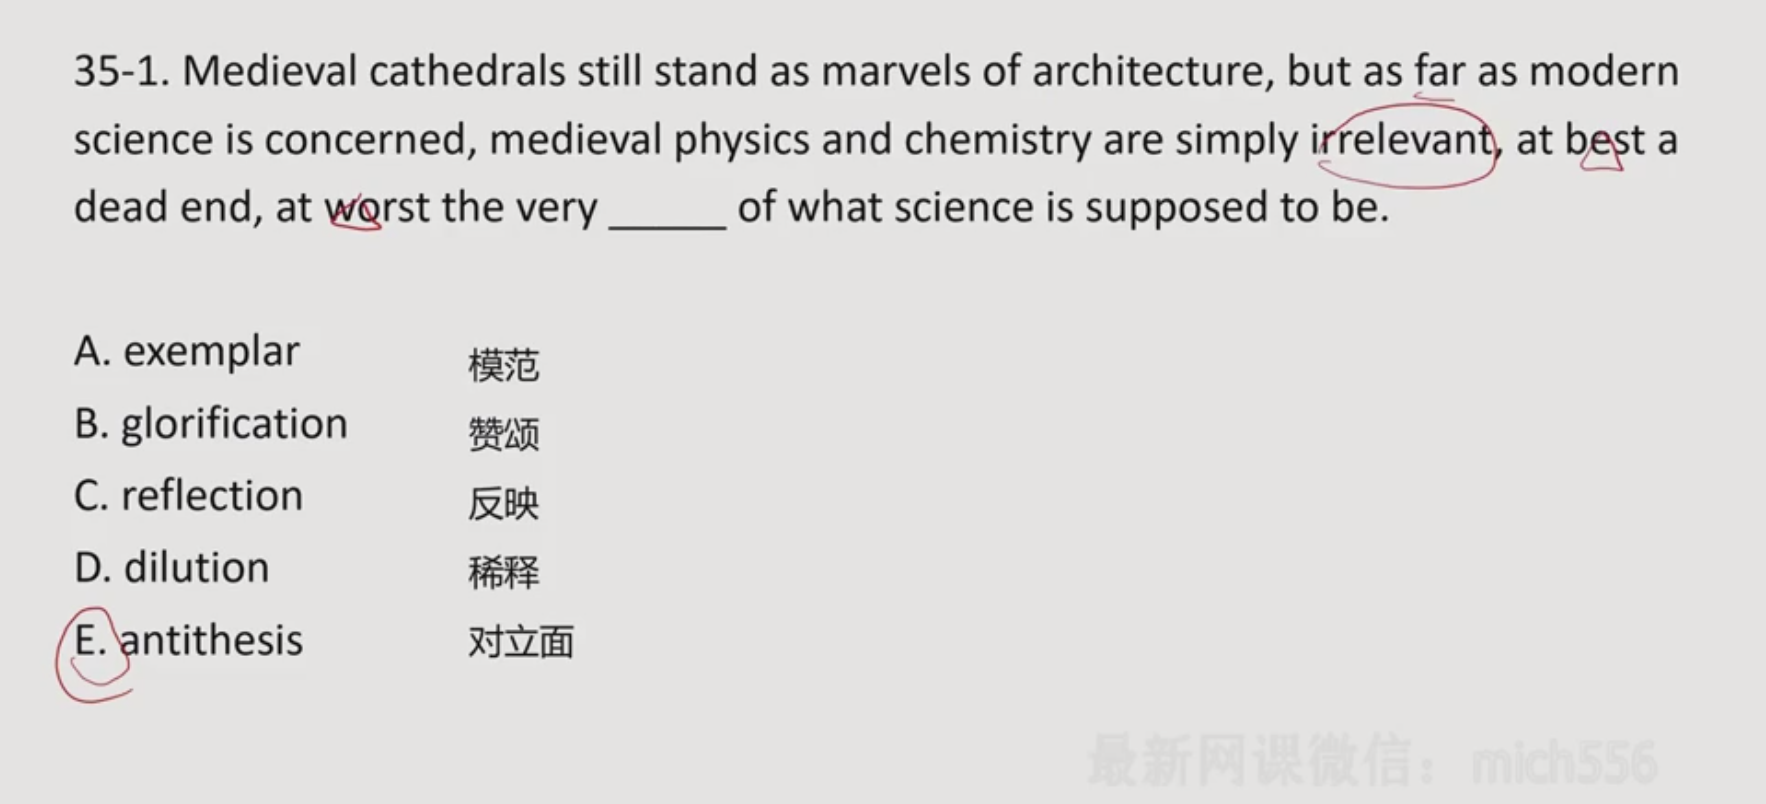 35-1. Medieval cathedrals still stand as marvels of architecture, but as far as modern
science is concerned, medieval physics and chemistry are simply irrelevant, at best a
dead end, at worst the very _____ of what science is supposed to be.
A. exemplar 模范
B. glorification 赞颂
C. reflection 反映
D. dilution 稀释
E. antithesis 对立面
最新网课微信：mich556